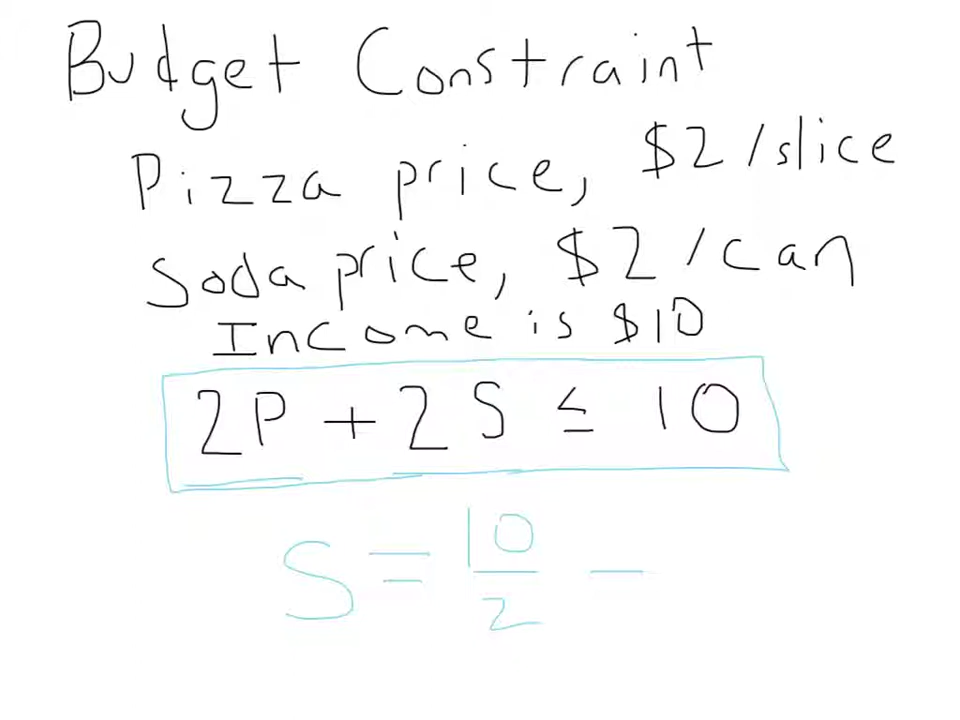 Budget Constraint
Pizza price, $2/slice
Soda price, $2/can
Income is $10
2P + 2S ≤ 10
S = 10/2 —